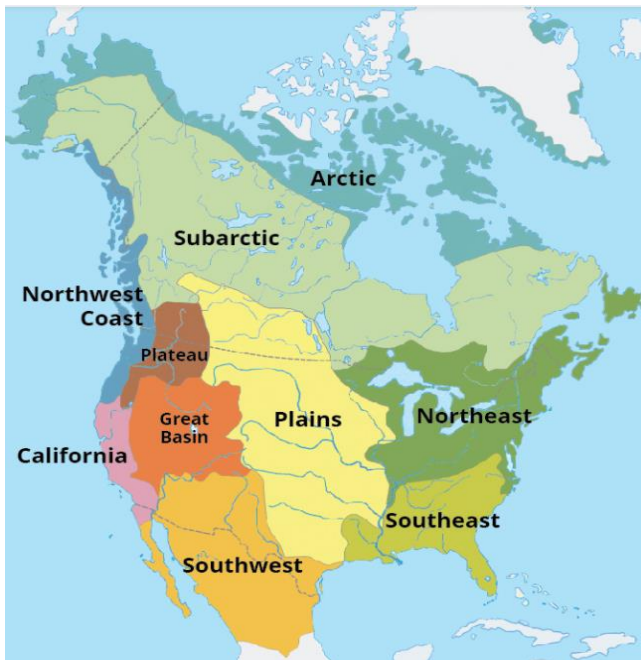 Arctic
Subarctic
Northwest
Coast
Plateau
Great
Basin
Plains
Northeast
California
Southeast
Southwest